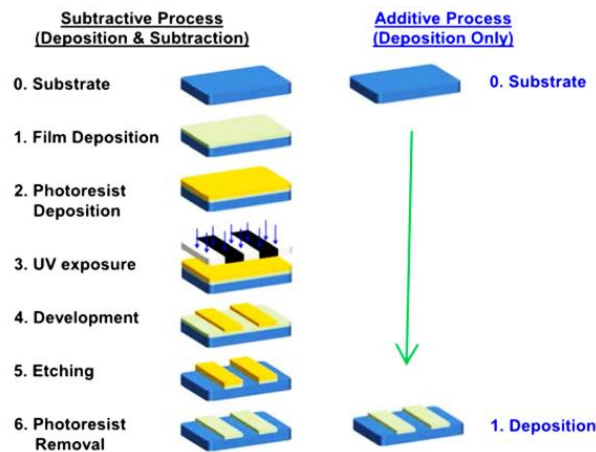 Subtractive Process
(Deposition & Subtraction)
Additive Process
(Deposition Only)
0. Substrate
0. Substrate
1. Film Deposition
2. Photoresist
Deposition
3. UV exposure
4. Development
5. Etching
6. Photoresist
Removal
1. Deposition